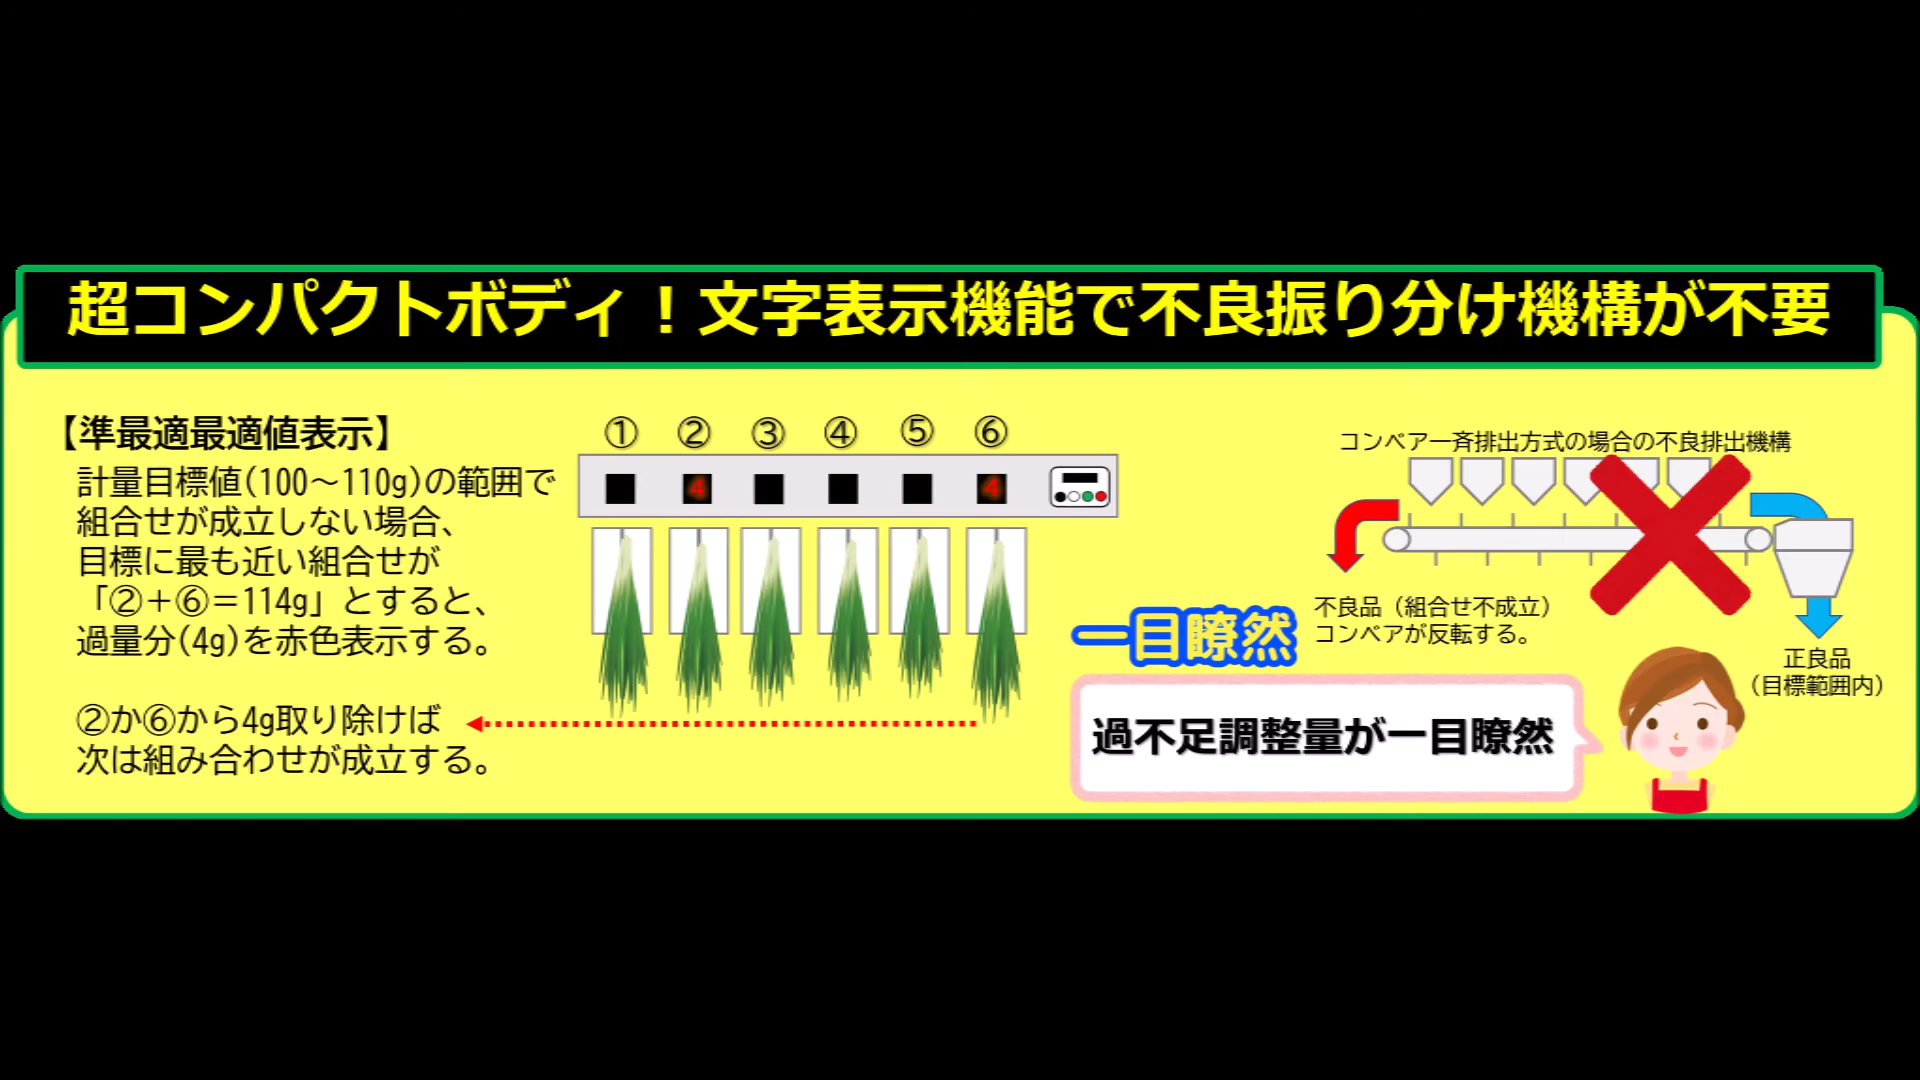 超コンパクトボディ！文字表示機能で不良振り分け機構が不要
【準最適最適値表示】
計量目標値(100～110g)の範囲で
組合せが成立しない場合、
目標に最も近い組合せが
「②＋⑥＝114g」とすると、
過量分(4g)を赤色表示する。
②か⑥から4g取り除けば
次は組み合わせが成立する。
① ② ③ ④ ⑤ ⑥
4 4
コンベアー斉排出方式の場合の不良排出機構
不良品（組合せ不成立）
コンベアが反転する。
正良品
（目標範囲内）
一目瞭然
過不足調整量が一目瞭然